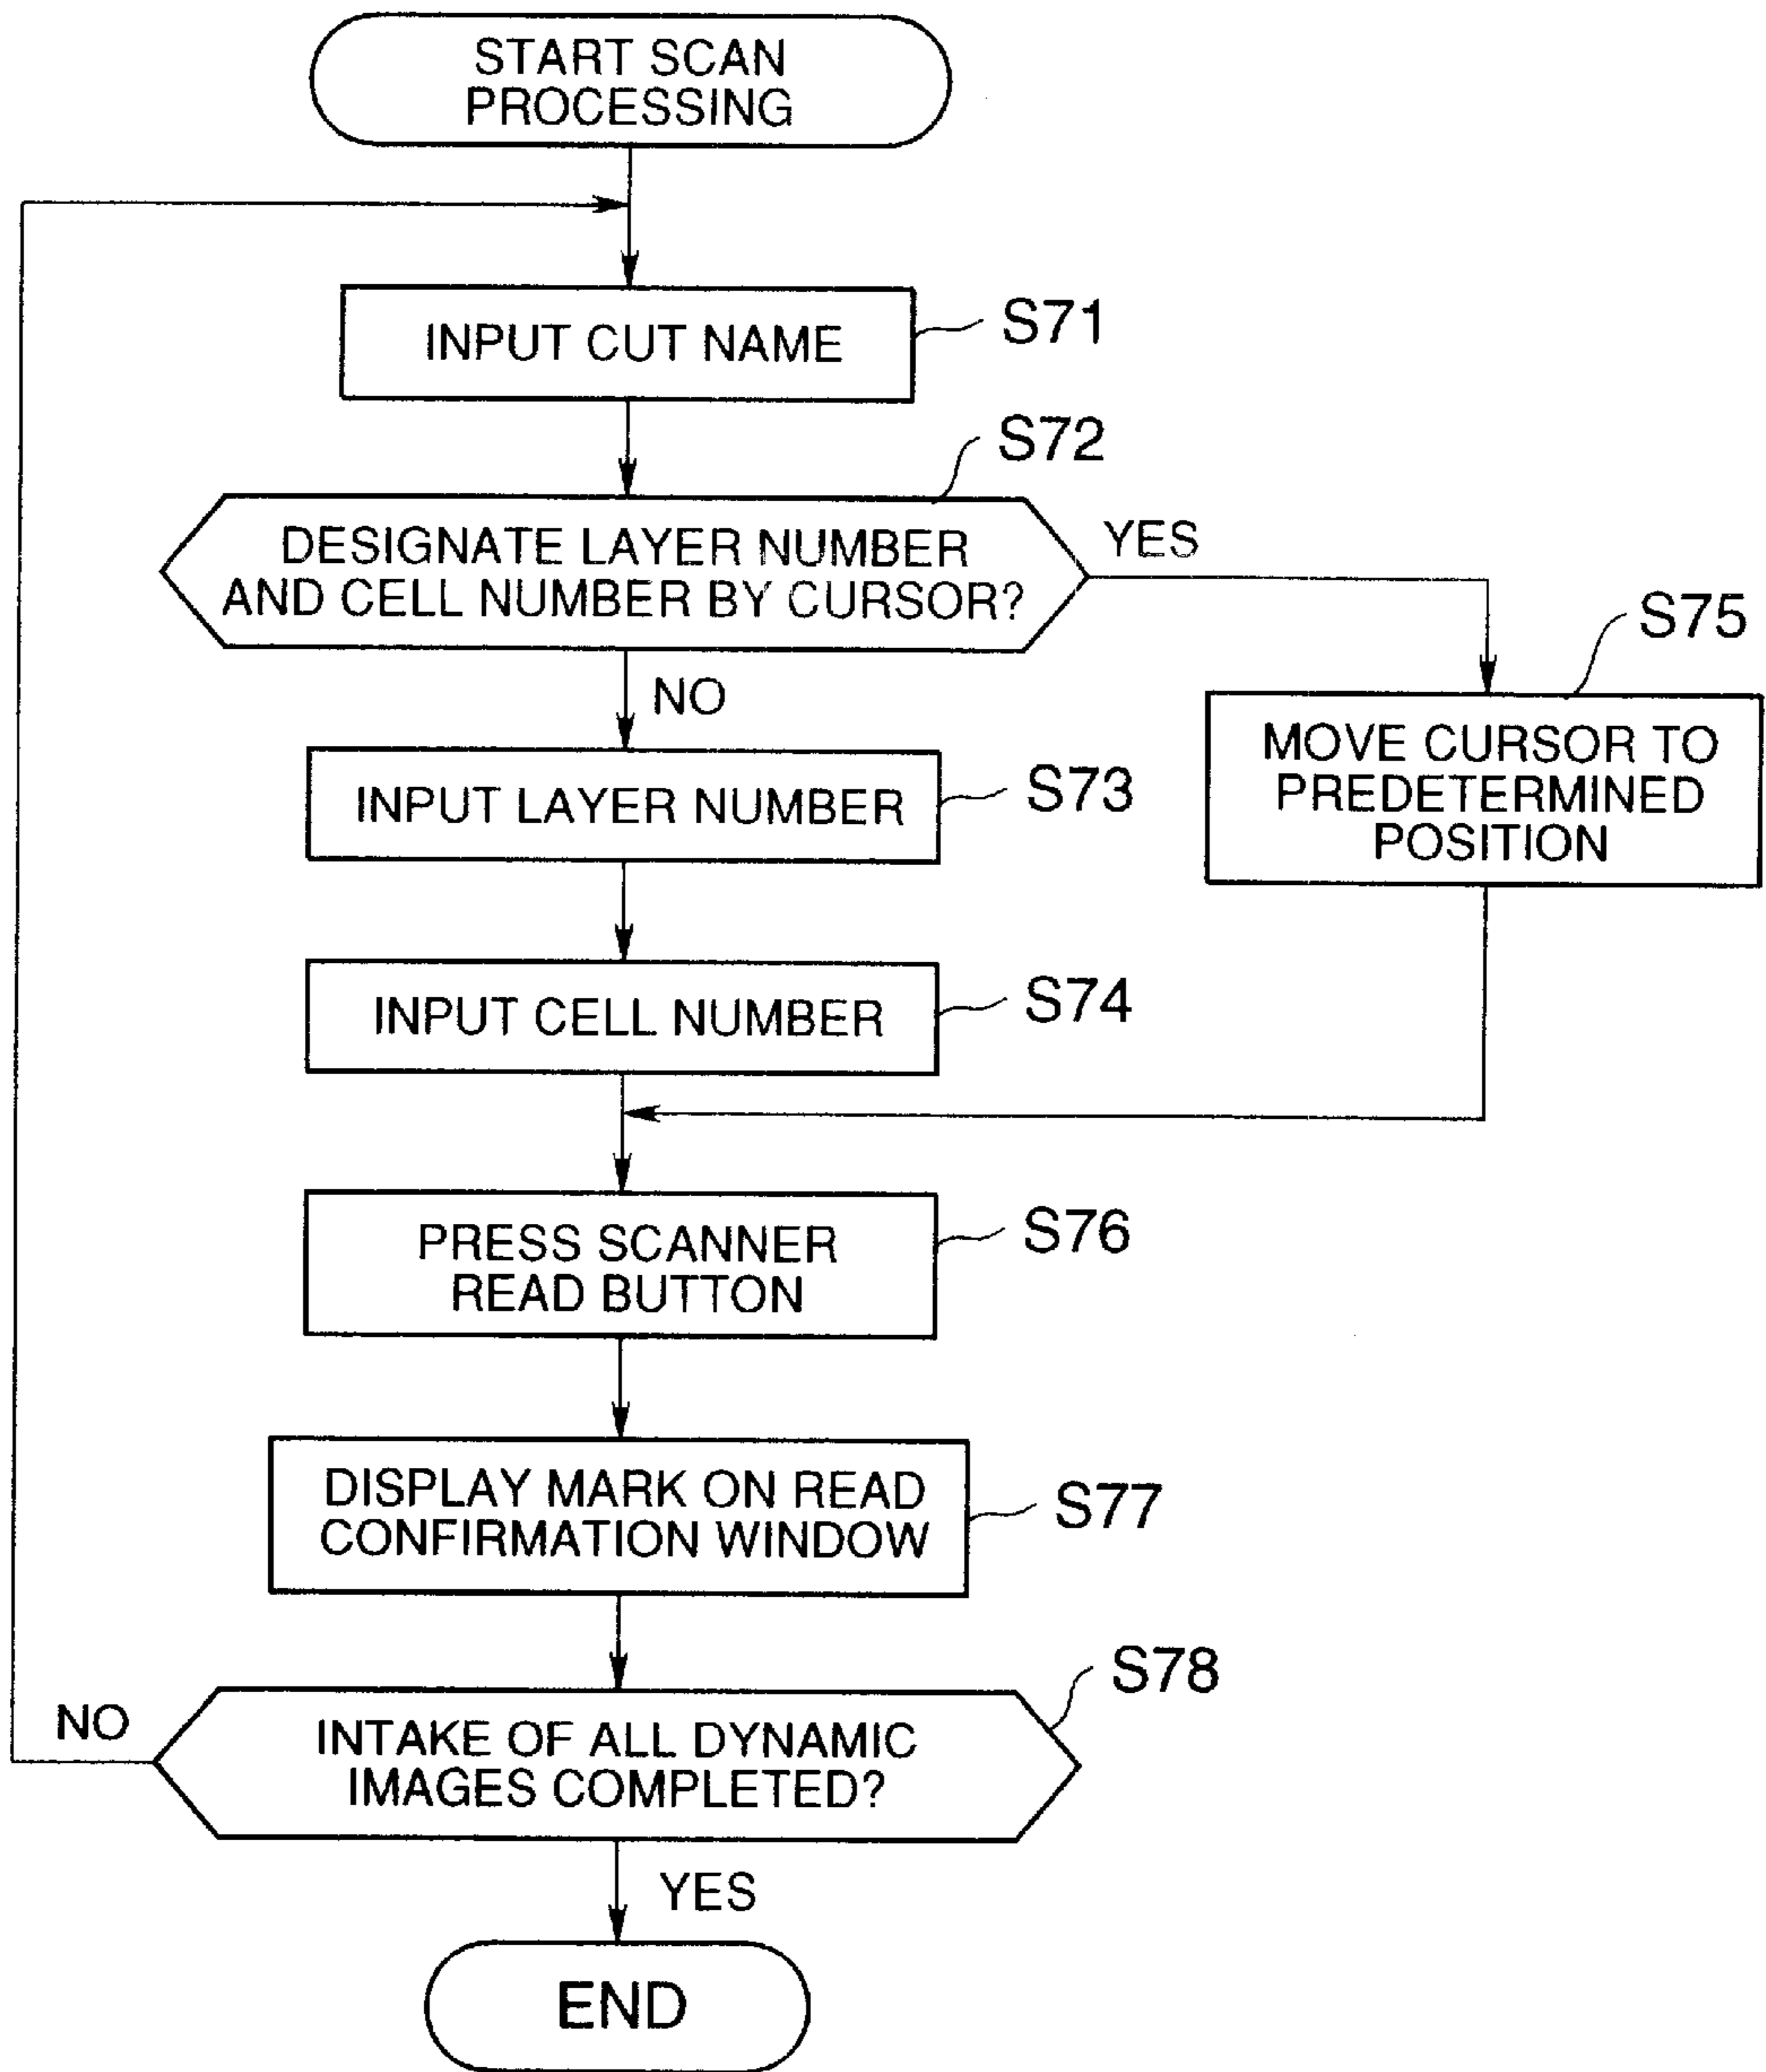 START SCAN
PROCESSING
INPUT CUT NAME
S71
S72
DESIGNATE LAYER NUMBER
AND CELL NUMBER BY CURSOR?
YES
NO
S75
MOVE CURSOR TO
PREDETERMINED
POSITION
INPUT LAYER NUMBER
S73
INPUT CELL NUMBER
S74
PRESS SCANNER
READ BUTTON
S76
DISPLAY MARK ON READ
CONFIRMATION WINDOW
S77
S78
NO
INTAKE OF ALL DYNAMIC
IMAGES COMPLETED?
YES
END